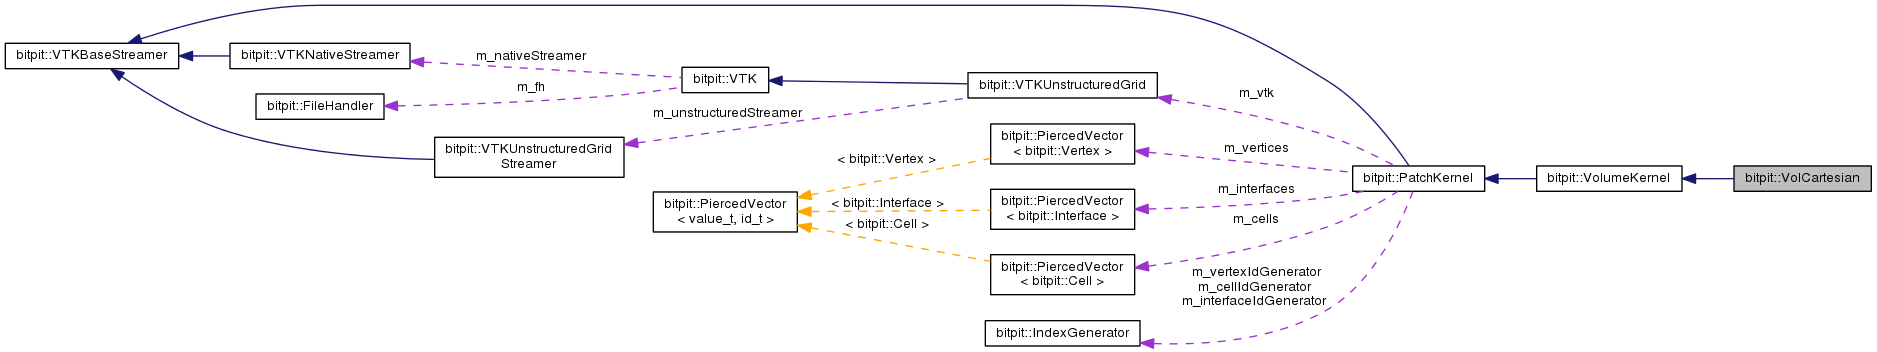 bitpit::VTKBaseStreamer
bitpit::VTKNativeStreamer
m_nativeStreamer
bitpit::VTK
bitpit::FileHandler
m_fh
bitpit::VTKUnstructuredGrid
m_vtk
m_unstructuredStreamer
bitpit::VTKUnstructuredGrid
Streamer
bitpit::PiercedVector
< bitpit::Vertex >
m_vertices
< bitpit::Vertex >
bitpit::PatchKernel
bitpit::VolumeKernel
bitpit::VolCartesian
bitpit::PiercedVector
< value_t, id_t >
< bitpit::Interface >
bitpit::PiercedVector
< bitpit::Interface >
m_interfaces
< bitpit::Cell >
m_cells
bitpit::PiercedVector
< bitpit::Cell >
m_vertexIdGenerator
m_cellIdGenerator
m_interfaceIdGenerator
bitpit::IndexGenerator